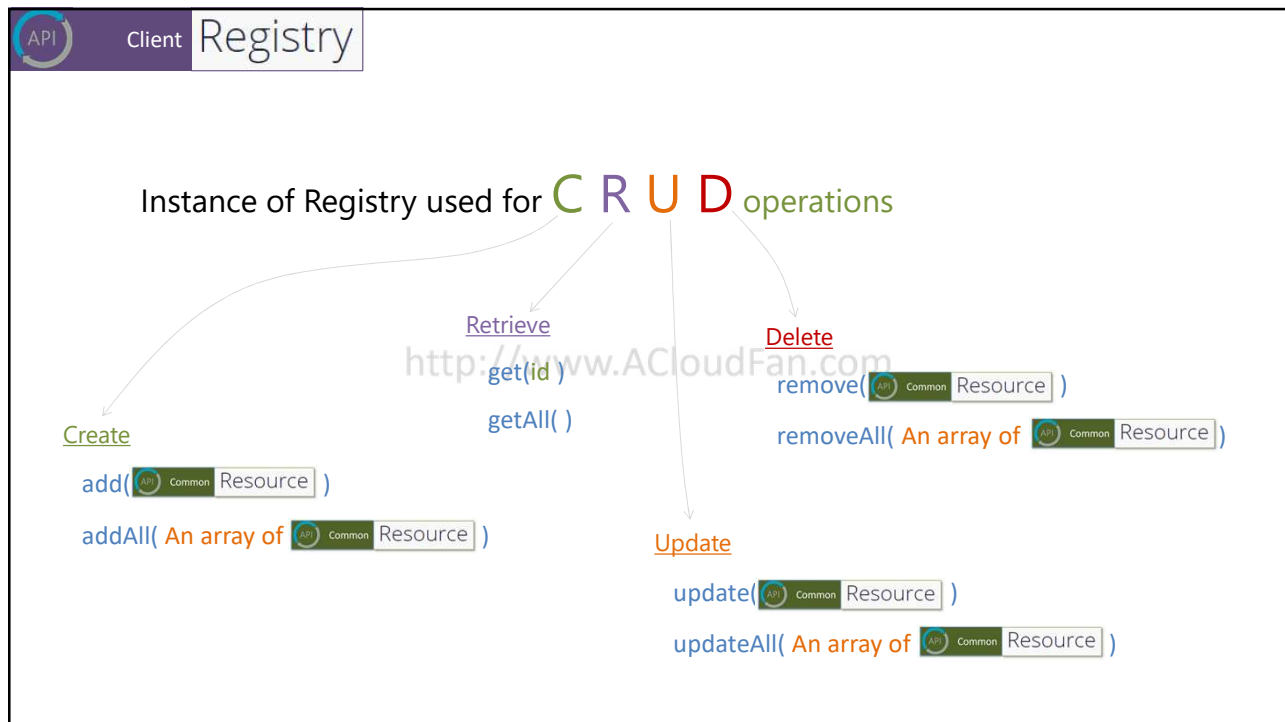 API Client Registry
Instance of Registry used for C R U D operations
Retrieve
get(id )
getAll( )
Delete
remove( API Common Resource )
removeAll( An array of API Common Resource )
http://www.ACloudFan.com
Create
add( API Common Resource )
addAll( An array of API Common Resource )
Update
update( API Common Resource )
updateAll( An array of API Common Resource )